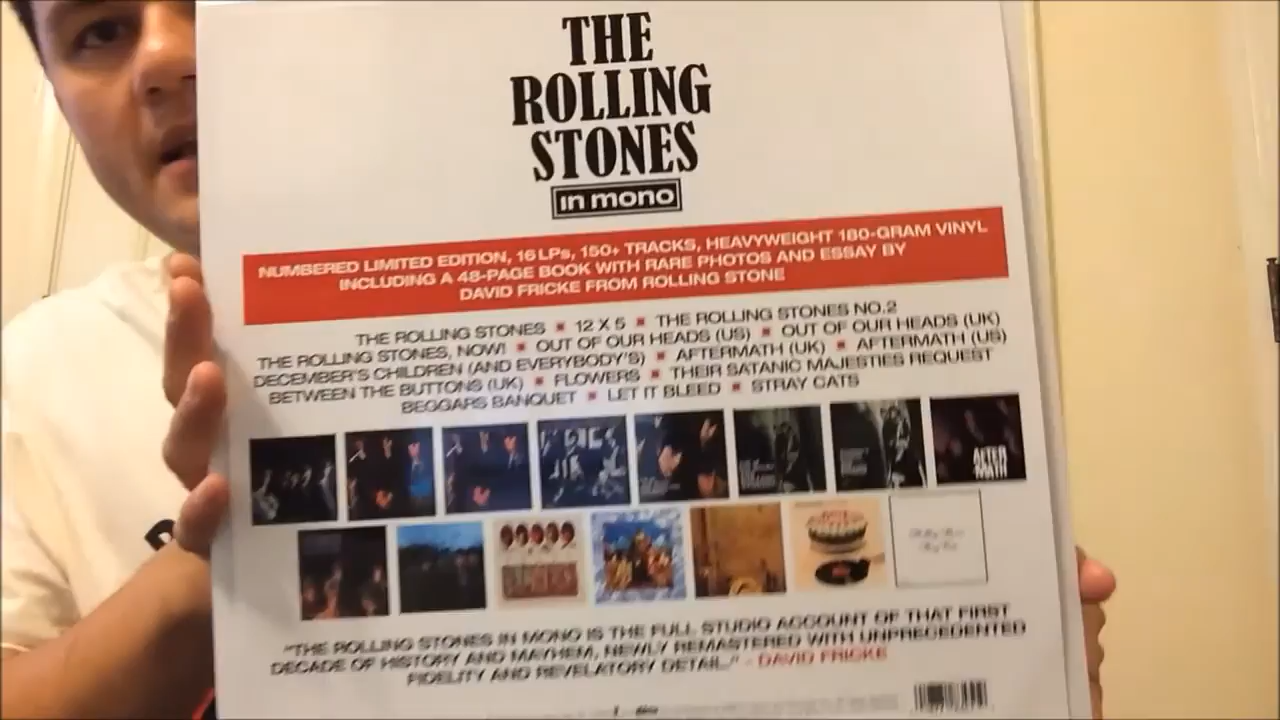 THE
ROLLING
STONES
in mono
NUMBERED LIMITED EDITION, 16 LPs, 150+ TRACKS, HEAVYWEIGHT 180-GRAM VINYL
INCLUDING A 48-PAGE BOOK WITH RARE PHOTOS AND ESSAY BY
DAVID FRICKE FROM ROLLING STONE
THE ROLLING STONES ▪ 12 X 5 ▪ THE ROLLING STONES NO.2
THE ROLLING STONES, NOW! ▪ OUT OF OUR HEADS (US) ▪ OUT OF OUR HEADS (UK)
DECEMBER'S CHILDREN (AND EVERYBODY'S) ▪ AFTERMATH (UK) ▪ AFTERMATH (US)
BETWEEN THE BUTTONS (UK) ▪ FLOWERS ▪ THEIR SATANIC MAJESTIES REQUEST
BEGGARS BANQUET ▪ LET IT BLEED ▪ STRAY CATS
AFTER
MATH
"THE ROLLING STONES IN MONO IS THE FULL STUDIO ACCOUNT OF THAT FIRST
DECADE OF HISTORY AND MAYHEM, NEWLY REMASTERED WITH UNPRECEDENTED
FIDELITY AND REVELATORY DETAIL." - DAVID FRICKE